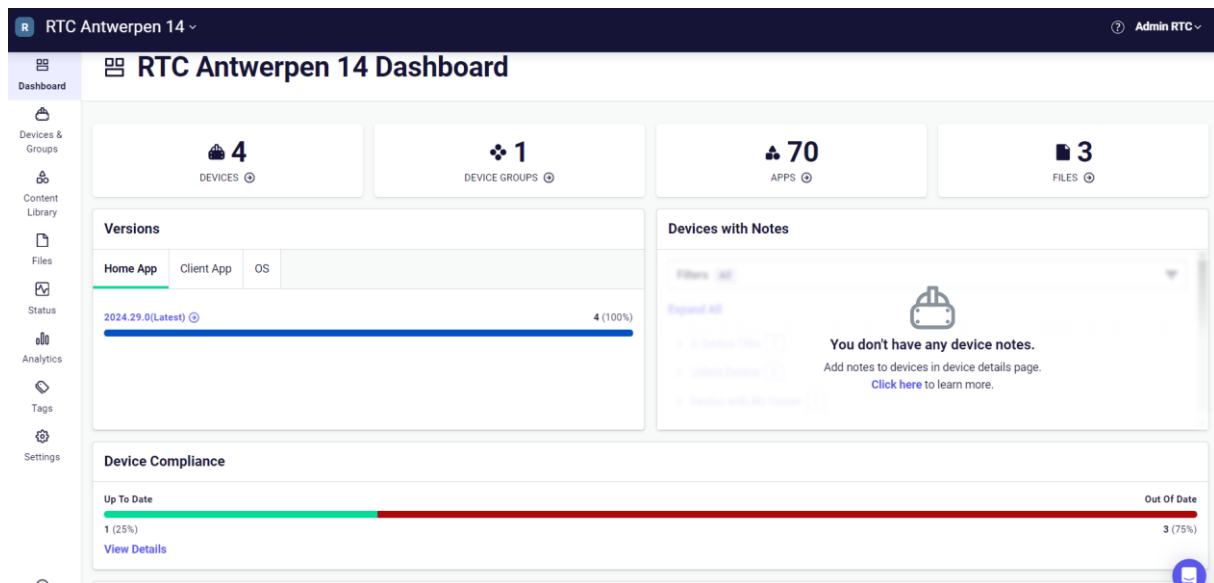 R RTC Antwerpen 14
Admin RTC
Dashboard
Devices &
Groups
Content
Library
Files
Status
Analytics
Tags
Settings
RTC Antwerpen 14 Dashboard
4
DEVICES
1
DEVICE GROUPS
70
APPS
3
FILES
Versions
Home App Client App OS
2024.29.0(Latest) 4 (100%)
Devices with Notes
Filters All
Expand All
You don't have any device notes.
Add notes to devices in device details page.
Click here to learn more.
Device Compliance
Up To Date Out Of Date
1 (25%) 3 (75%)
View Details